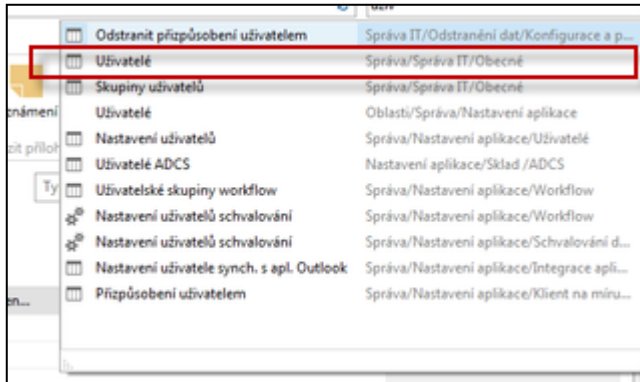 Odstranit přizpůsobení uživatelem Správa IT/Odstranění dat/Konfigurace a p...
Uživatelé Správa/Správa IT/Obecné
Skupiny uživatelů Správa/Správa IT/Obecné
Uživatelé Oblasti/Správa/Nastavení aplikace
Nastavení uživatelů Správa/Nastavení aplikace/Uživatelé
Uživatelé ADCS Nastavení aplikace/Sklad /ADCS
Uživatelské skupiny workflow Správa/Nastavení aplikace/Workflow
Nastavení uživatelů schvalování Správa/Nastavení aplikace/Workflow
Nastavení uživatelů schvalování Správa/Nastavení aplikace/Schvalování d...
Nastavení uživatele synch. s apl. Outlook Správa/Nastavení aplikace/Integrace apli...
Přizpůsobení uživatelem Správa/Nastavení aplikace/Klient na míru...
známení
zit příloh
Ty
en...